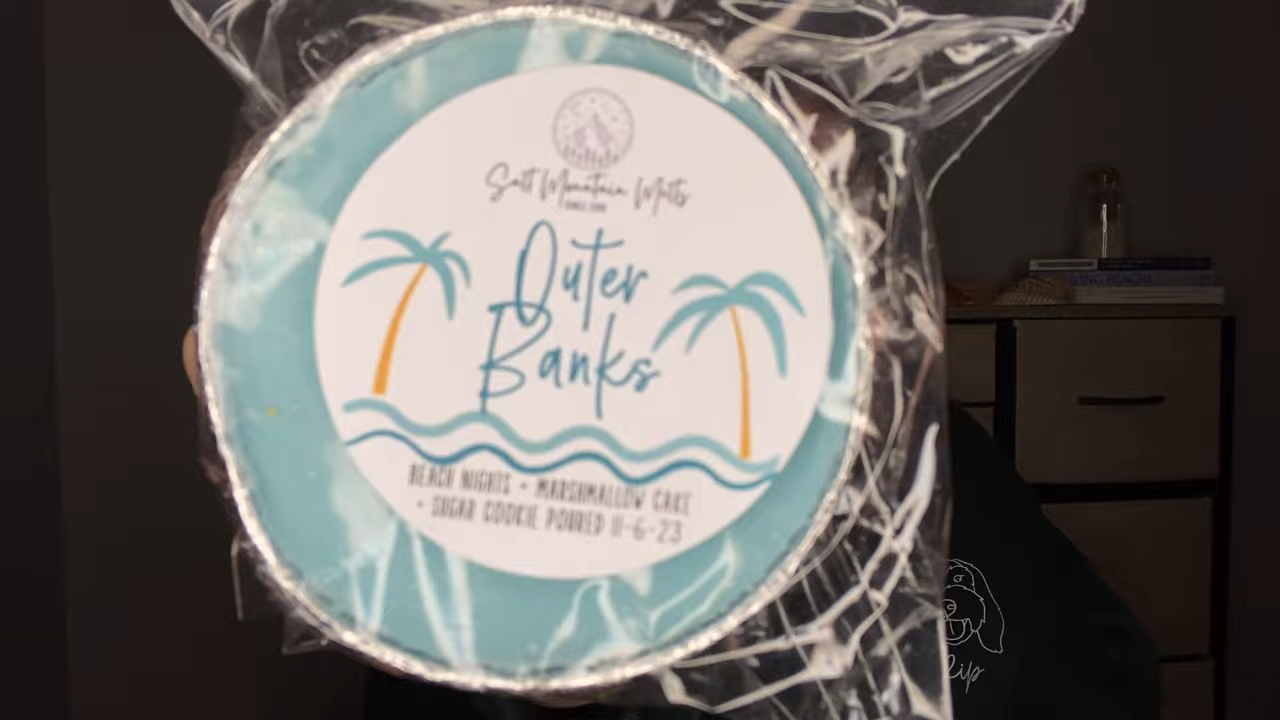 Salt Mountain Melts
Outer
Banks
BEACH NIGHTS + MARSHMALLOW CAKE
+ SUGAR COOKIE POURED 11-6-23